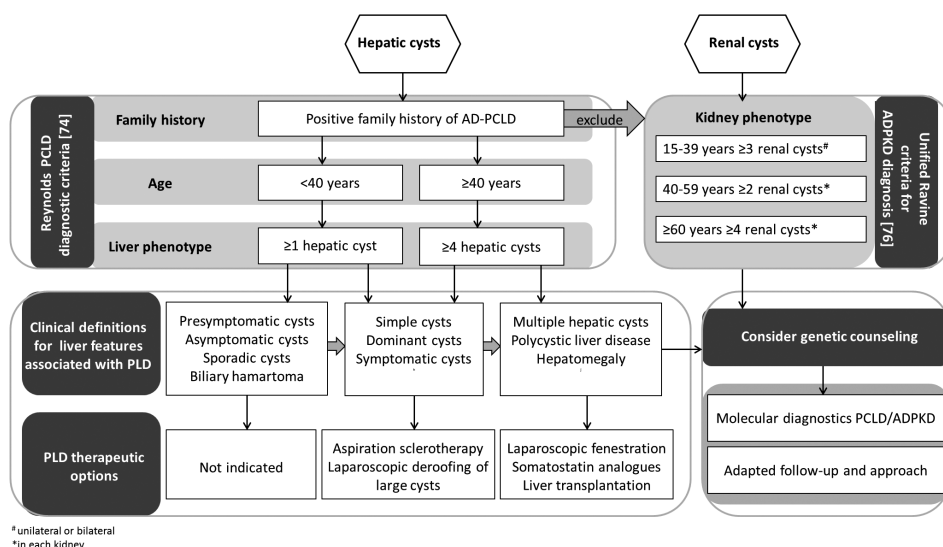 Hepatic cysts
Renal cysts
Reynolds PCLD
diagnostic criteria [74]
Family history
Positive family history of AD-PCLD
exclude
Age
<40 years
≥40 years
Liver phenotype
≥1 hepatic cyst
≥4 hepatic cysts
Kidney phenotype
15-39 years ≥3 renal cysts#
40-59 years ≥2 renal cysts*
≥60 years ≥4 renal cysts*
Unified Ravine
criteria for
ADPKD diagnosis [76]
Clinical definitions
for liver features
associated with PLD
Presymptomatic cysts
Asymptomatic cysts
Sporadic cysts
Biliary hamartoma
Simple cysts
Dominant cysts
Symptomatic cysts
Multiple hepatic cysts
Polycystic liver disease
Hepatomegaly
Consider genetic counseling
PLD therapeutic
options
Not indicated
Aspiration sclerotherapy
Laparoscopic deroofing of
large cysts
Laparoscopic fenestration
Somatostatin analogues
Liver transplantation
Molecular diagnostics PCLD/ADPKD
Adapted follow-up and approach
# unilateral or bilateral
*in each kidney